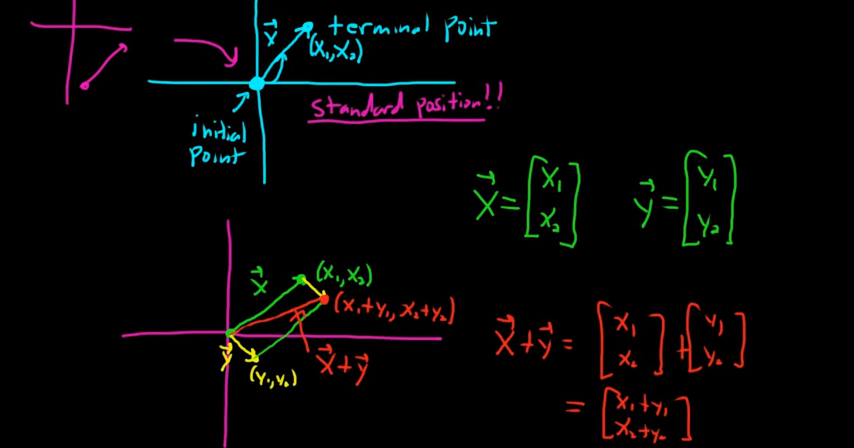 x⃗
terminal point
(x₁, x₂)
standard position!!
initial
point
x⃗ = [x₁
x₂]
y⃗ = [y₁
y₂]
x⃗
(x₁, x₂)
(x₁+y₁, x₂+y₂)
y⃗
(y₁, y₂)
x⃗+y⃗
x⃗+y⃗ = [x₁
x₂] + [y₁
y₂]
= [x₁+y₁
x₂+y₂]